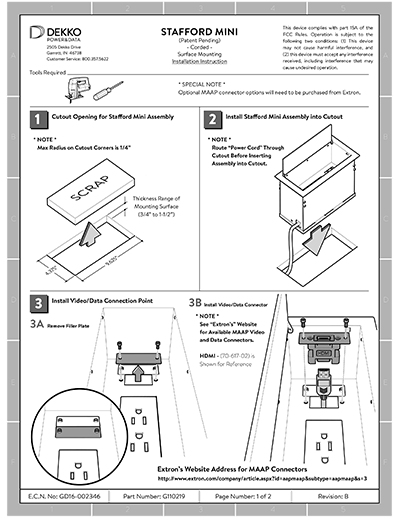 DEKKO
POWER&DATA
2505 Dekko Drive
Garrett, IN 46738
Customer Service: 800.357.5622
STAFFORD MINI
(Patent Pending)
- Corded -
Surface Mounting
Installation Instruction
This device complies with part 15A of the
FCC Rules. Operation is subject to the
following two conditions: (1) This device
may not cause harmful interference, and
(2) this device must accept any interference
received, including interference that may
cause undesired operation.
Tools Required
* SPECIAL NOTE *
Optional MAAP connector options will need to be purchased from Extron.
1 Cutout Opening for Stafford Mini Assembly
* NOTE *
Max Radius on Cutout Corners is 1/4"
SCRAP
Thickness Range of
Mounting Surface
(3/4" to 1-1/2")
2 Install Stafford Mini Assembly into Cutout
* NOTE *
Route "Power Cord" Through
Cutout Before Inserting
Assembly into Cutout.
3 Install Video/Data Connection Point
3A Remove Filler Plate
3B Install Video/Data Connector
* NOTE *
See "Extron's" Website
for Available MAAP Video
and Data Connectors.
HDMI - (70-617-02) is
Shown for Reference
Extron's Website Address for MAAP Connectors
http://www.extron.com/company/article.aspx?id=aapmaap&subtype=aapmaap&s=3
E.C.N. No: GD16-002346 Part Number: G110219 Page Number: 1 of 2 Revision: B